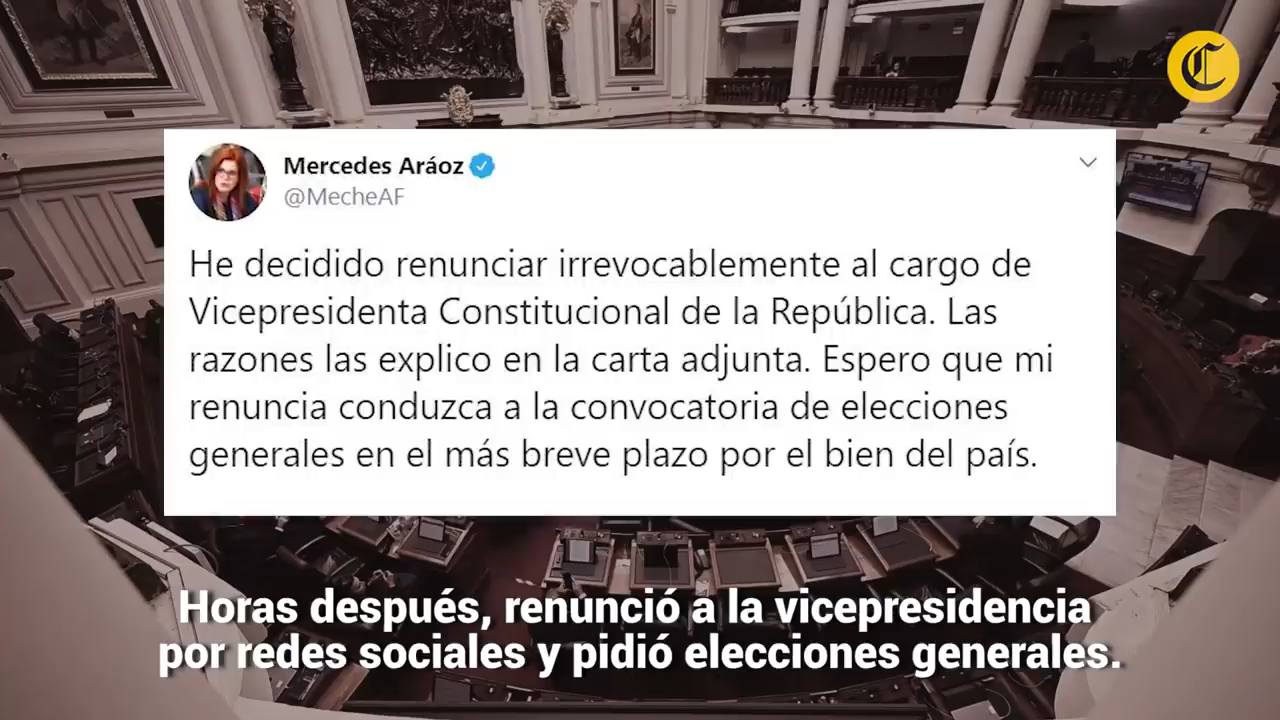 C
Mercedes Aráoz
@MecheAF
He decidido renunciar irrevocablemente al cargo de
Vicepresidenta Constitucional de la República. Las
razones las explico en la carta adjunta. Espero que mi
renuncia conduzca a la convocatoria de elecciones
generales en el más breve plazo por el bien del país.
Horas después, renunció a la vicepresidencia
por redes sociales y pidió elecciones generales.